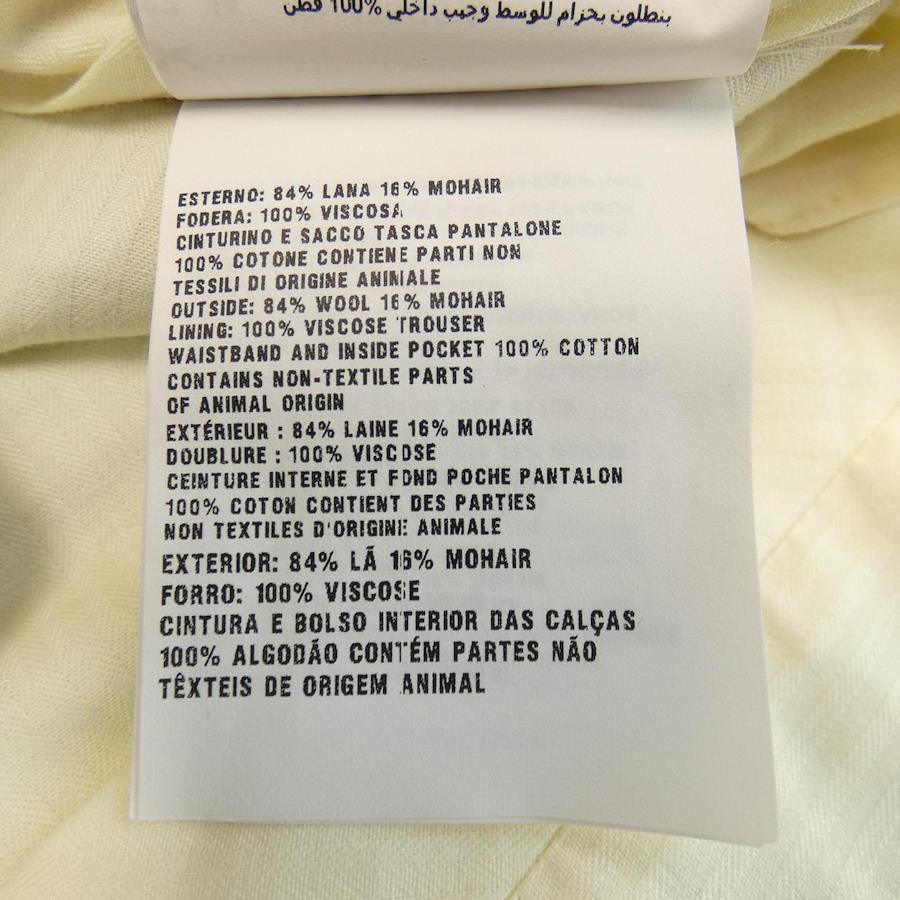 بنطلون بحزام للوسط وجيب داخلي 100% قطن
ESTERNO: 84% LANA 16% MOHAIR
FODERA: 100% VISCOSA
CINTURINO E SACCO TASCA PANTALONE
100% COTONE CONTIENE PARTI NON
TESSILI DI ORIGINE ANIMALE
OUTSIDE: 84% WOOL 16% MOHAIR
LINING: 100% VISCOSE TROUSER
WAISTBAND AND INSIDE POCKET 100% COTTON
CONTAINS NON-TEXTILE PARTS
OF ANIMAL ORIGIN
EXTÉRIEUR : 84% LAINE 16% MOHAIR
DOUBLURE : 100% VISCOSE
CEINTURE INTERNE ET FOND POCHE PANTALON
100% COTON CONTIENT DES PARTIES
NON TEXTILES D'ORIGINE ANIMALE
EXTERIOR: 84% LÃ 16% MOHAIR
FORRO: 100% VISCOSE
CINTURA E BOLSO INTERIOR DAS CALÇAS
100% ALGODÃO CONTÉM PARTES NÃO
TÊXTEIS DE ORIGEM ANIMAL